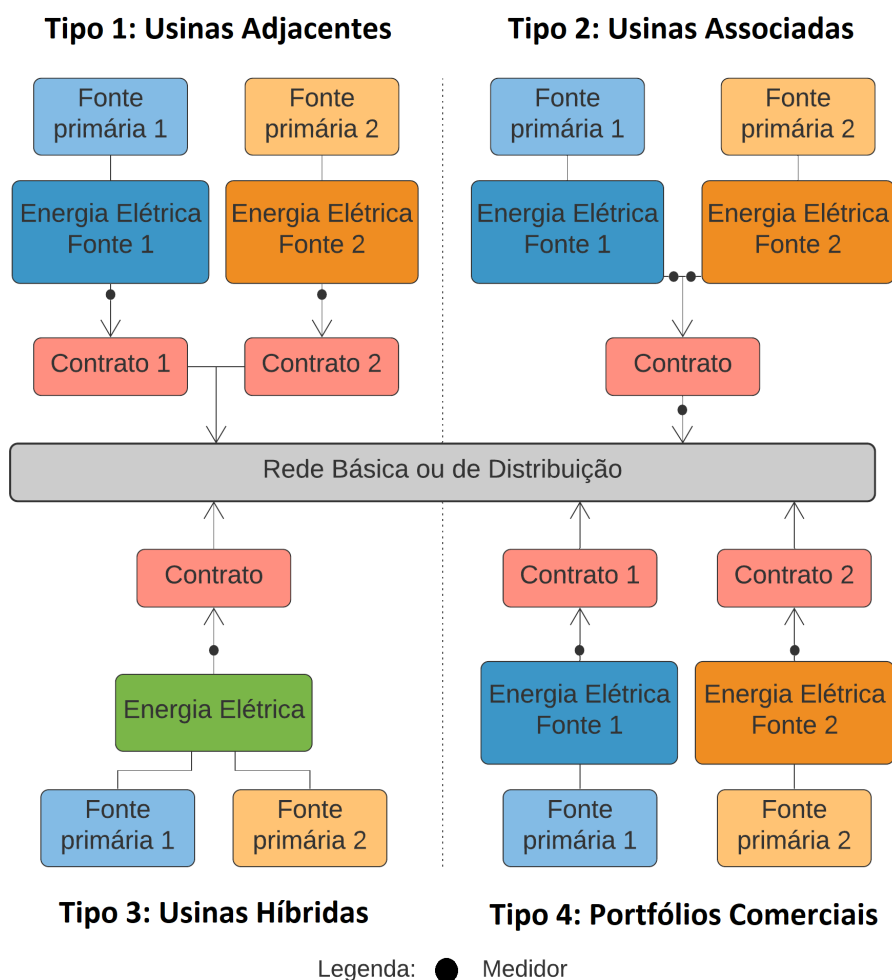 Tipo 1: Usinas Adjacentes
Fonte
primária 1
Fonte
primária 2
Energia Elétrica
Fonte 1
Energia Elétrica
Fonte 2
Contrato 1
Contrato 2
Tipo 2: Usinas Associadas
Fonte
primária 1
Fonte
primária 2
Energia Elétrica
Fonte 1
Energia Elétrica
Fonte 2
Contrato
Rede Básica ou de Distribuição
Contrato
Energia Elétrica
Fonte
primária 1
Fonte
primária 2
Tipo 3: Usinas Híbridas
Contrato 1
Contrato 2
Energia Elétrica
Fonte 1
Energia Elétrica
Fonte 2
Fonte
primária 1
Fonte
primária 2
Tipo 4: Portfólios Comerciais
Legenda: Medidor